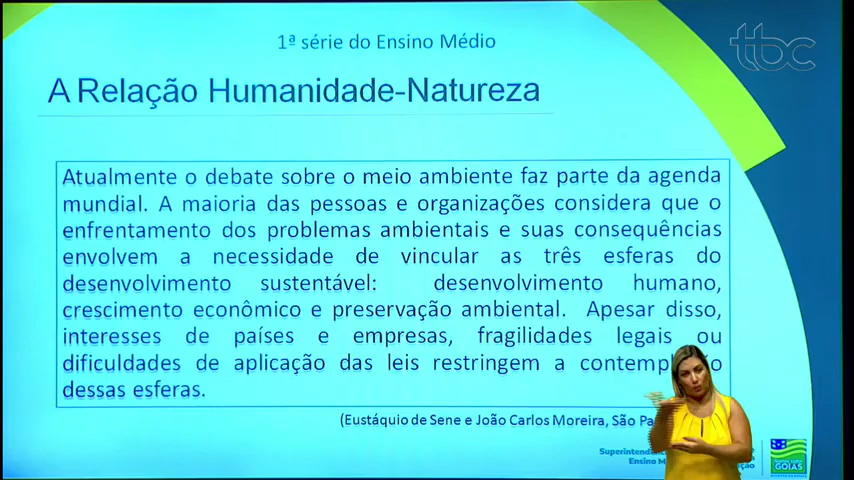 1ª série do Ensino Médio
ttbc
A Relação Humanidade-Natureza
Atualmente o debate sobre o meio ambiente faz parte da agenda
mundial. A maioria das pessoas e organizações considera que o
enfrentamento dos problemas ambientais e suas consequências
envolvem a necessidade de vincular as três esferas do
desenvolvimento sustentável: desenvolvimento humano,
crescimento econômico e preservação ambiental. Apesar disso,
interesses de países e empresas, fragilidades legais ou
dificuldades de aplicação das leis restringem a
dessas esferas.
(Eustáquio de Sene e João Carlos Moreira, São
Ensino
GOIÁS